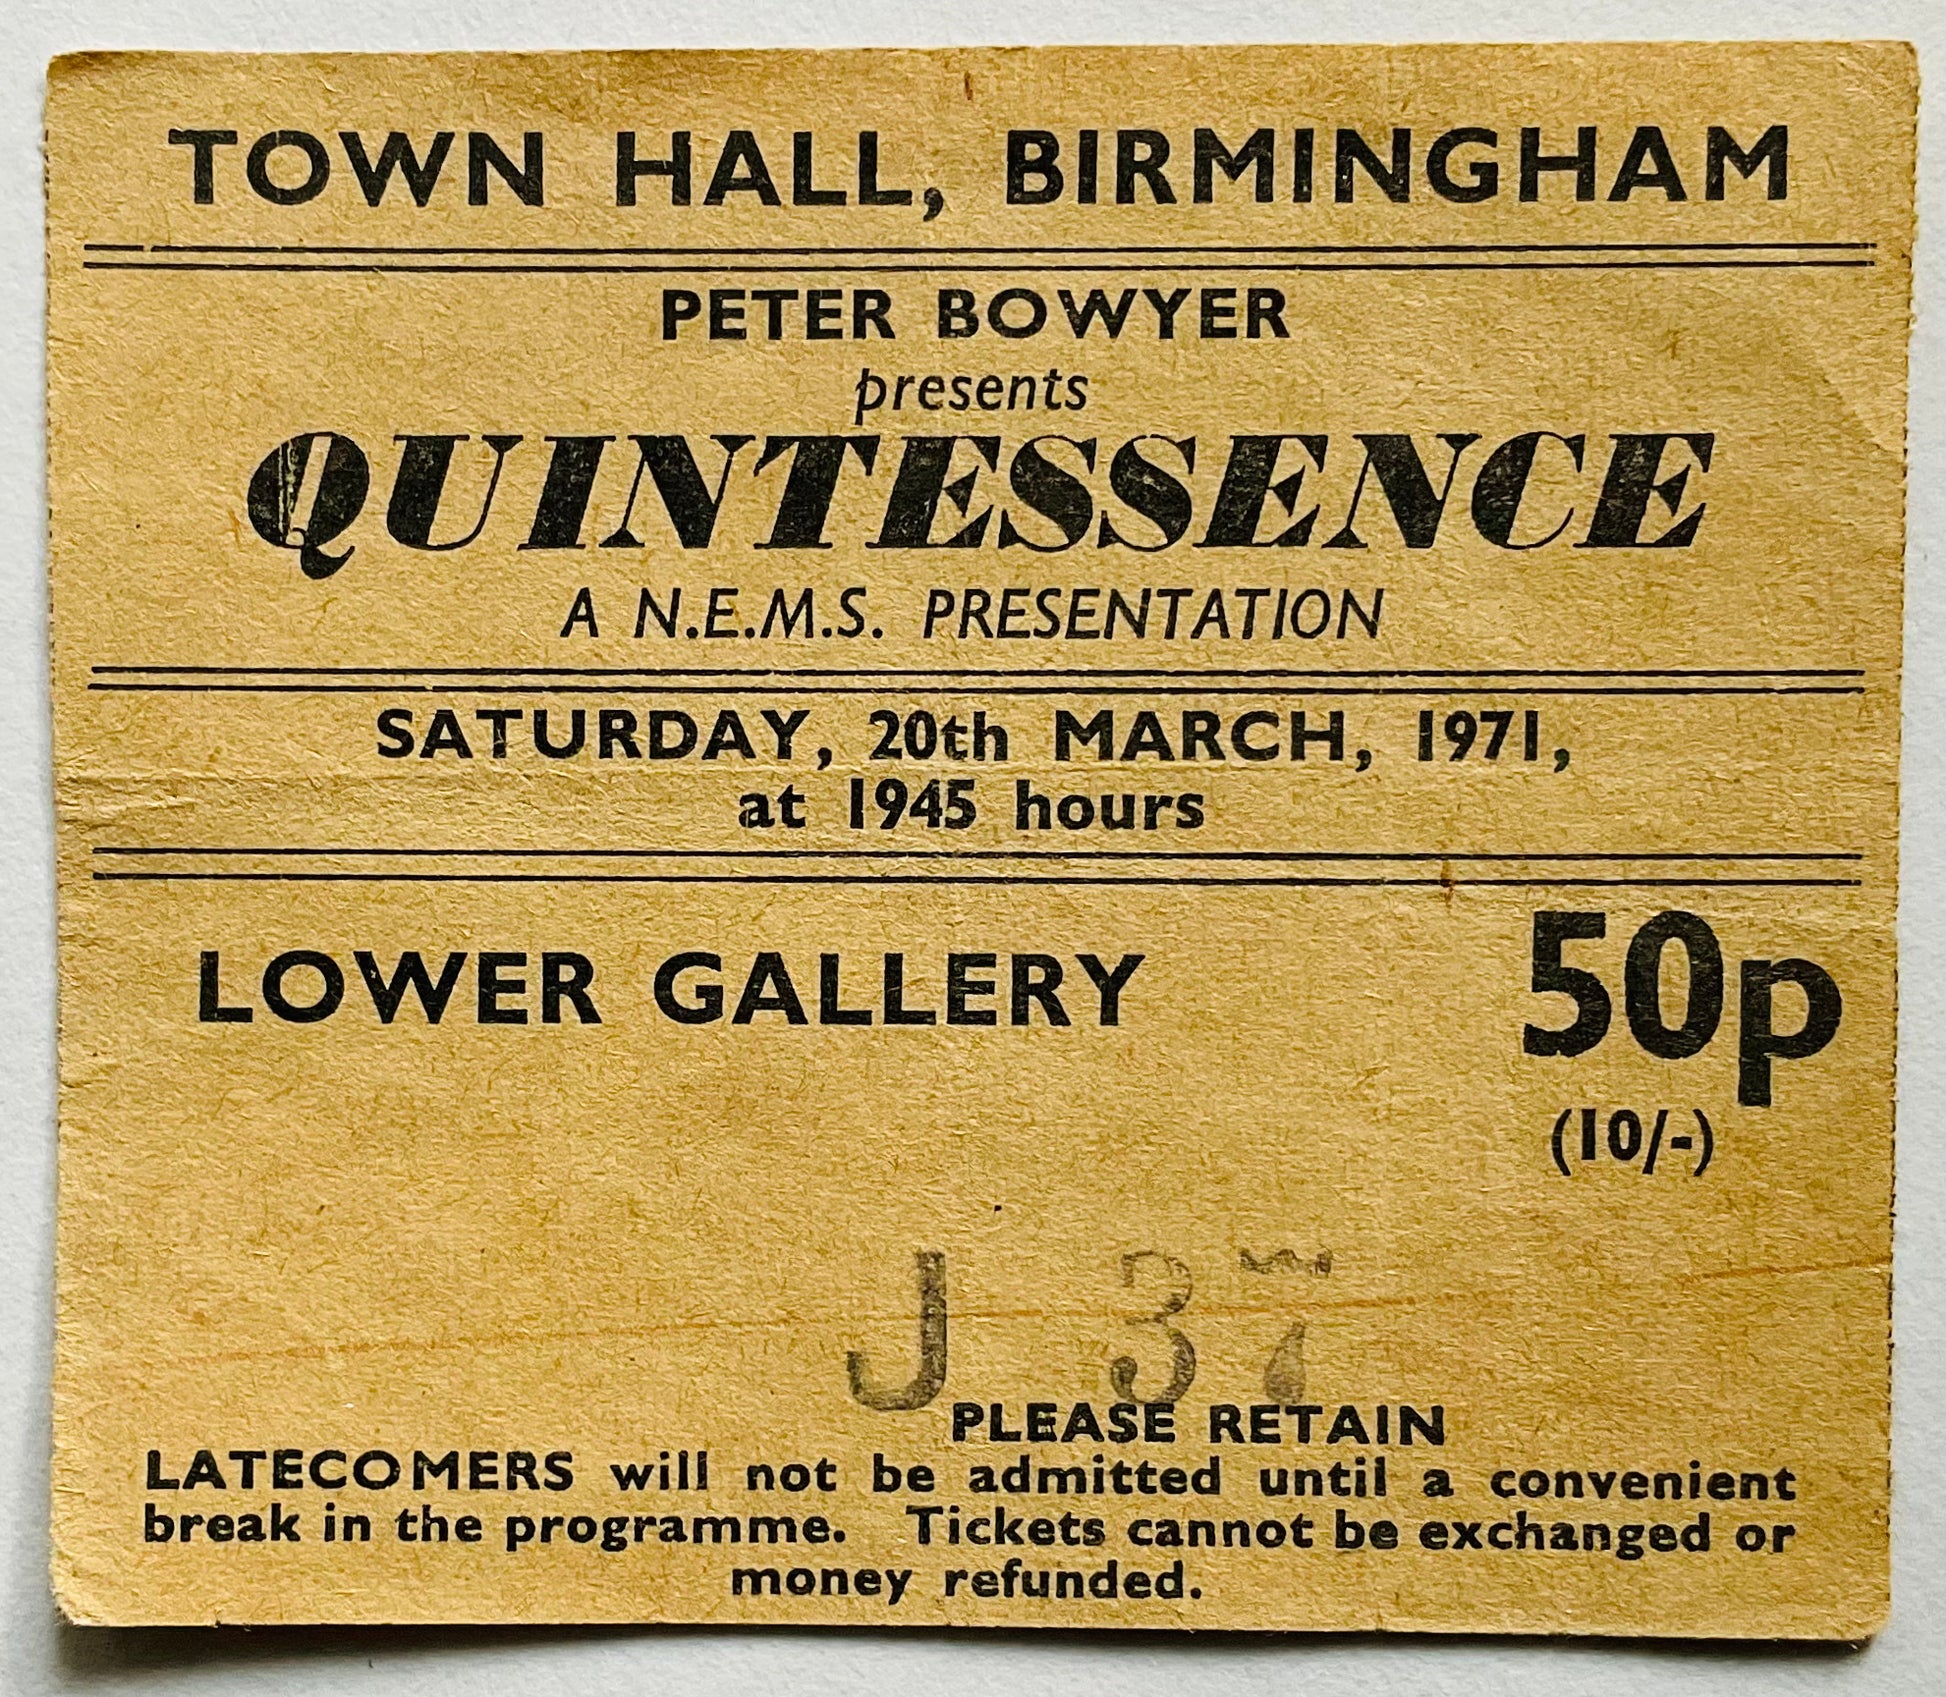 TOWN HALL, BIRMINGHAM
PETER BOWYER
presents
QUINTESSENCE
A N.E.M.S. PRESENTATION
SATURDAY, 20th MARCH, 1971,
at 1945 hours
LOWER GALLERY
50p
(10/-)
J 37
PLEASE RETAIN
LATECOMERS will not be admitted until a convenient
break in the programme. Tickets cannot be exchanged or
money refunded.